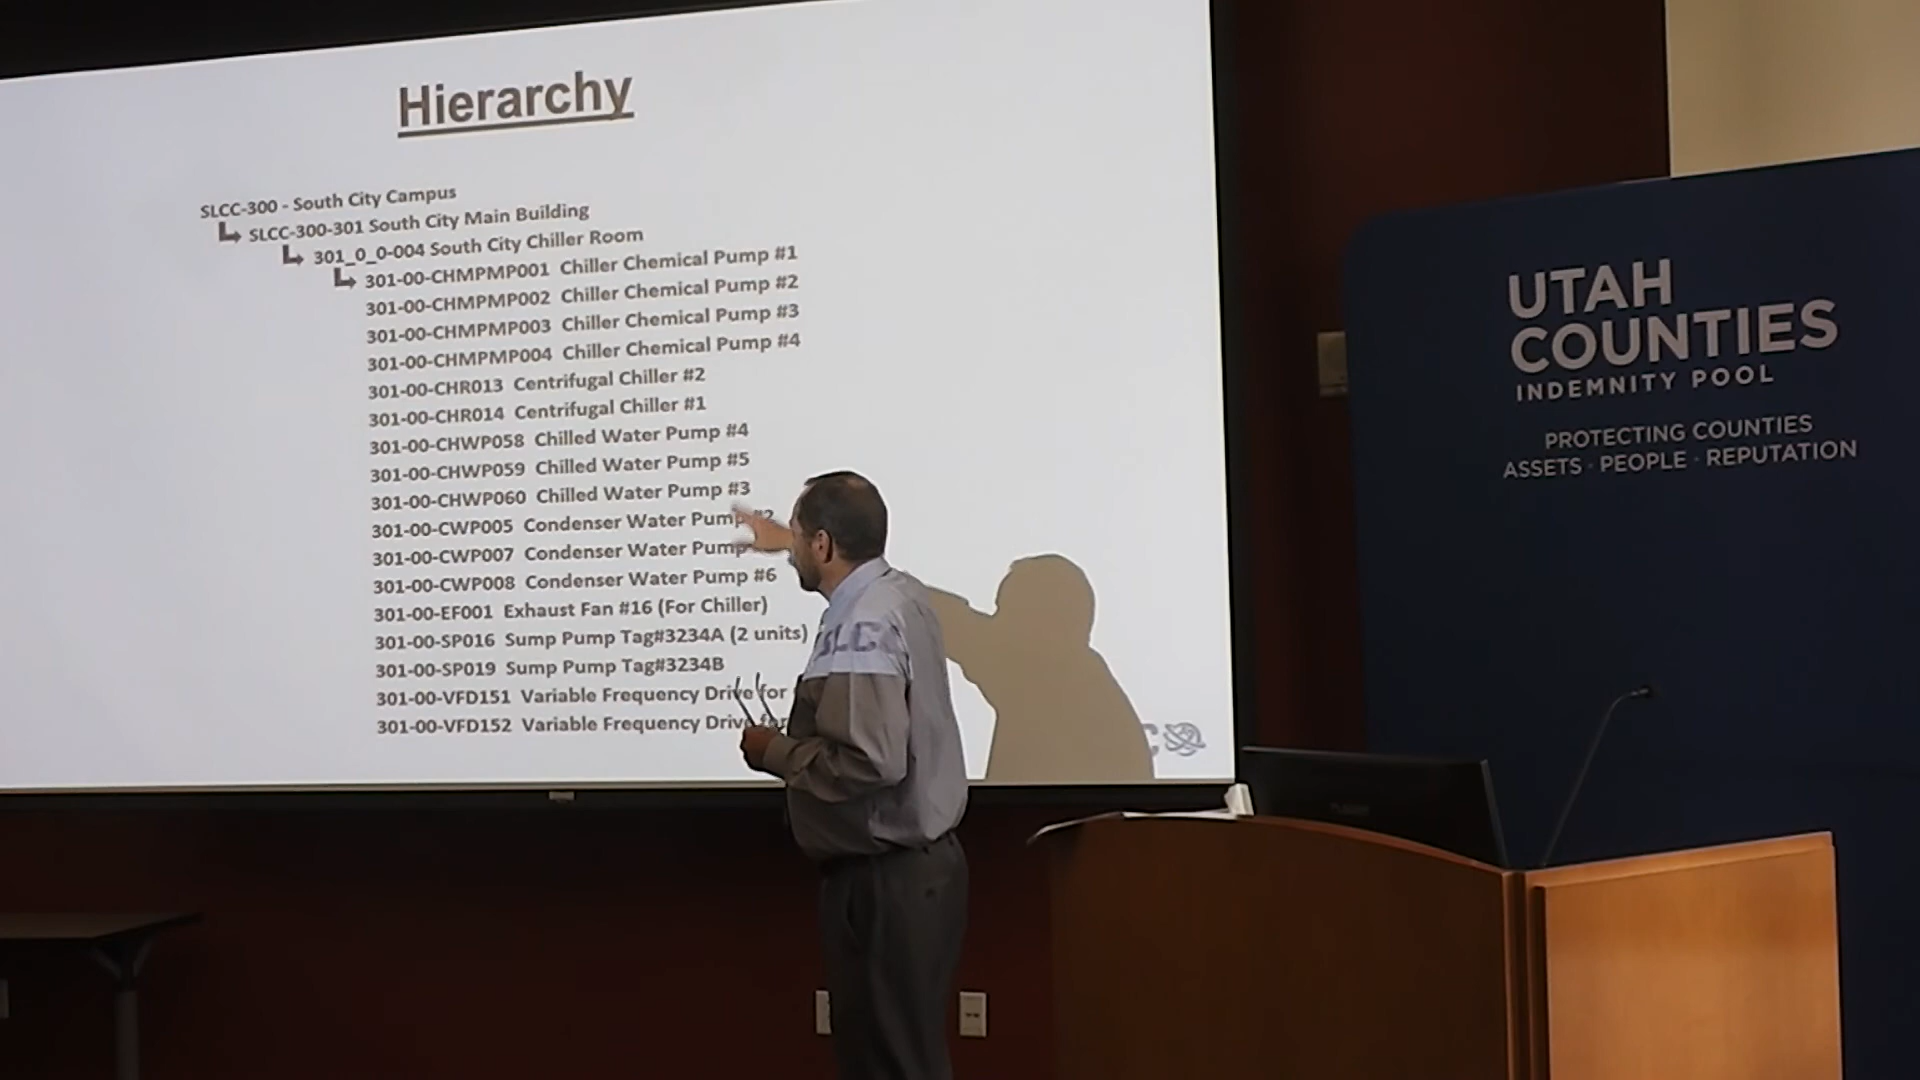 Hierarchy
SLCC-300 - South City Campus
SLCC-300-301 South City Main Building
301_0_0-004 South City Chiller Room
301-00-CHMPMP001 Chiller Chemical Pump #1
301-00-CHMPMP002 Chiller Chemical Pump #2
301-00-CHMPMP003 Chiller Chemical Pump #3
301-00-CHMPMP004 Chiller Chemical Pump #4
301-00-CHR013 Centrifugal Chiller #2
301-00-CHR014 Centrifugal Chiller #1
301-00-CHWP058 Chilled Water Pump #4
301-00-CHWP059 Chilled Water Pump #5
301-00-CHWP060 Chilled Water Pump #3
301-00-CWP005 Condenser Water Pump #2
301-00-CWP007 Condenser Water Pump
301-00-CWP008 Condenser Water Pump #6
301-00-EF001 Exhaust Fan #16 (For Chiller)
301-00-SP016 Sump Pump Tag#3234A (2 units)
301-00-SP019 Sump Pump Tag#3234B
301-00-VFD151 Variable Frequency Drive for
301-00-VFD152 Variable Frequency Drive for
SLC
UTAH
COUNTIES
INDEMNITY POOL
PROTECTING COUNTIES
ASSETS · PEOPLE · REPUTATION